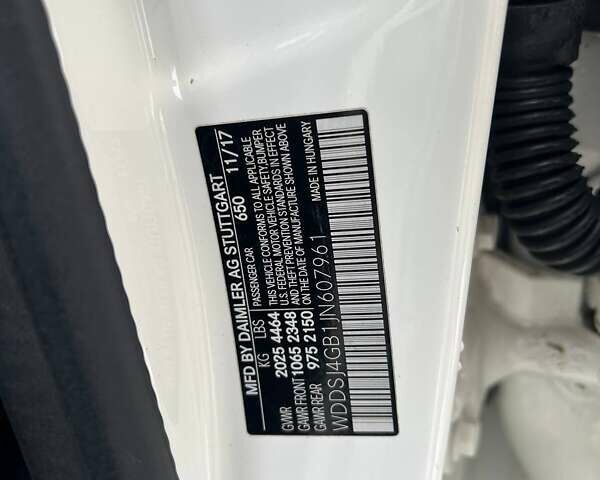 MFD BY DAIMLER AG STUTTGART
650 11/17
KG LBS PASSENGER CAR
GVWR 2025 4464
GAWR FRONT 1065 2348
GAWR REAR 975 2150
THIS VEHICLE CONFORMS TO ALL APPLICABLE
U.S. FEDERAL MOTOR VEHICLE SAFETY,BUMPER
AND THEFT PREVENTION STANDARDS IN EFFECT
ON THE DATE OF MANUFACTURE SHOWN ABOVE
WDDSJ4GB1JN607961
MADE IN HUNGARY